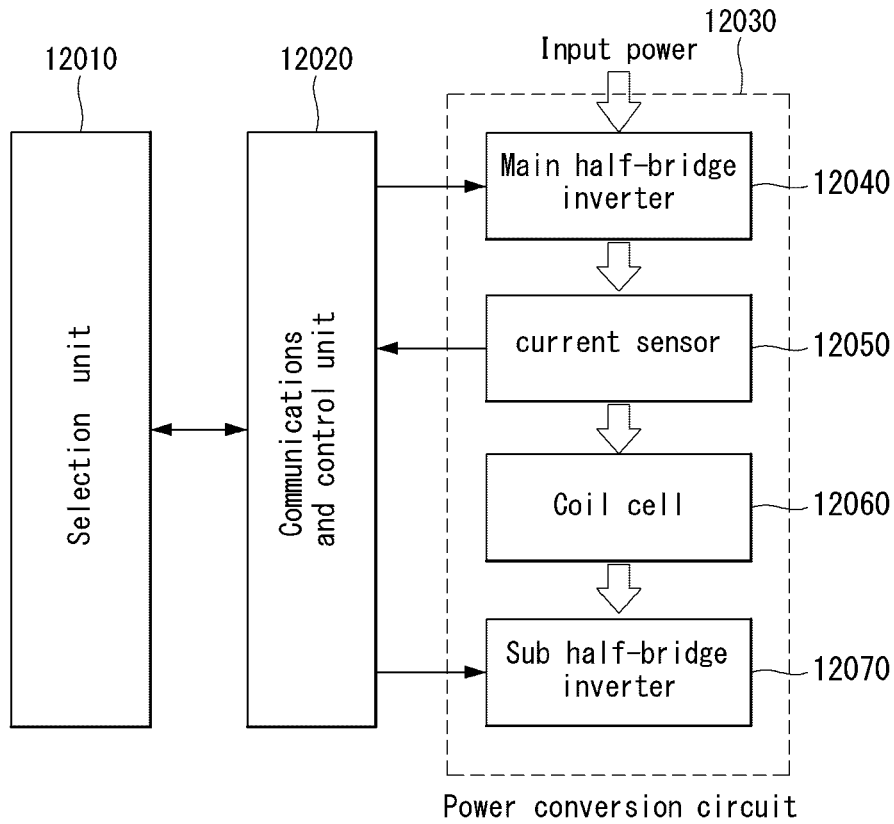 12010
12020
Input power
12030
Main half-bridge
inverter
12040
current sensor
12050
Selection unit
Communications
and control unit
Coil cell
12060
Sub half-bridge
inverter
12070
Power conversion circuit